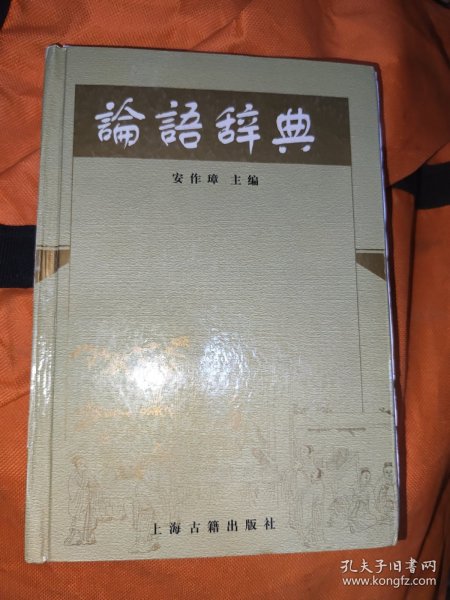 論語辞典
安作璋 主编
上海古籍出版社
孔夫子旧书网
www.kongfz.com